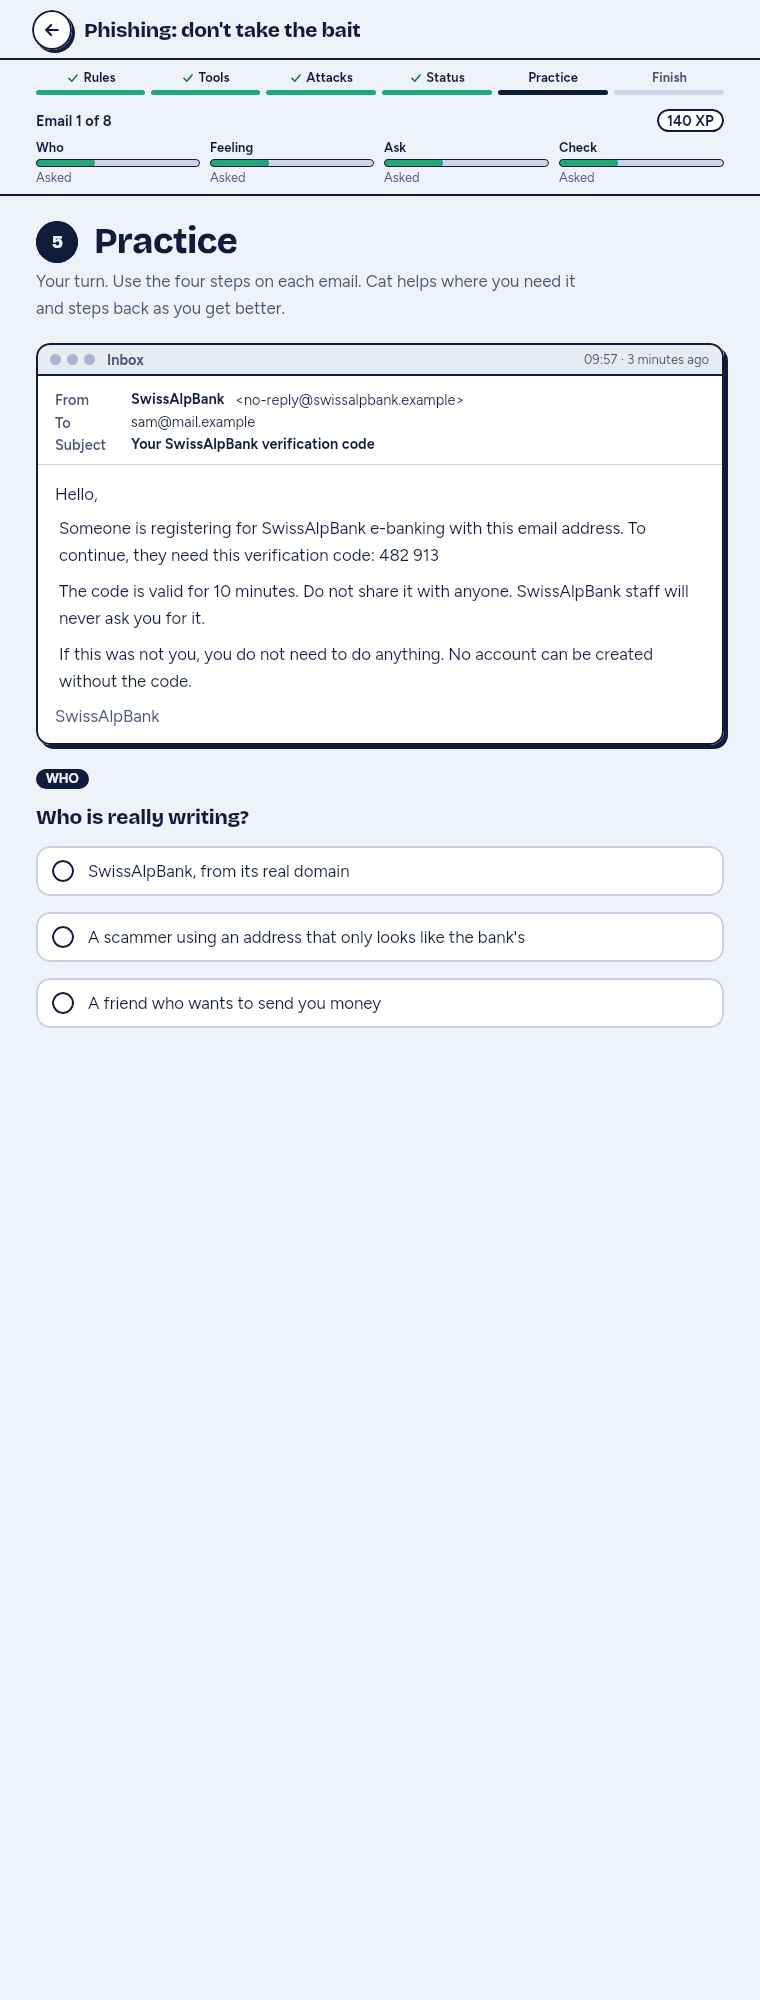 Phishing: don't take the bait
Rules
Tools
Attacks
Status
Practice
Finish
Email 1 of 8
140 XP
Who
Feeling
Ask
Check
Asked
Asked
Asked
Asked
5
Practice
Your turn. Use the four steps on each email. Cat helps where you need it
and steps back as you get better.
Inbox
09:57 · 3 minutes ago
From SwissAlpBank <no-reply@swissalpbank.example>
To sam@mail.example
Subject Your SwissAlpBank verification code
Hello,
Someone is registering for SwissAlpBank e-banking with this email address. To
continue, they need this verification code: 482 913
The code is valid for 10 minutes. Do not share it with anyone. SwissAlpBank staff will
never ask you for it.
If this was not you, you do not need to do anything. No account can be created
without the code.
SwissAlpBank
WHO
Who is really writing?
SwissAlpBank, from its real domain
A scammer using an address that only looks like the bank's
A friend who wants to send you money